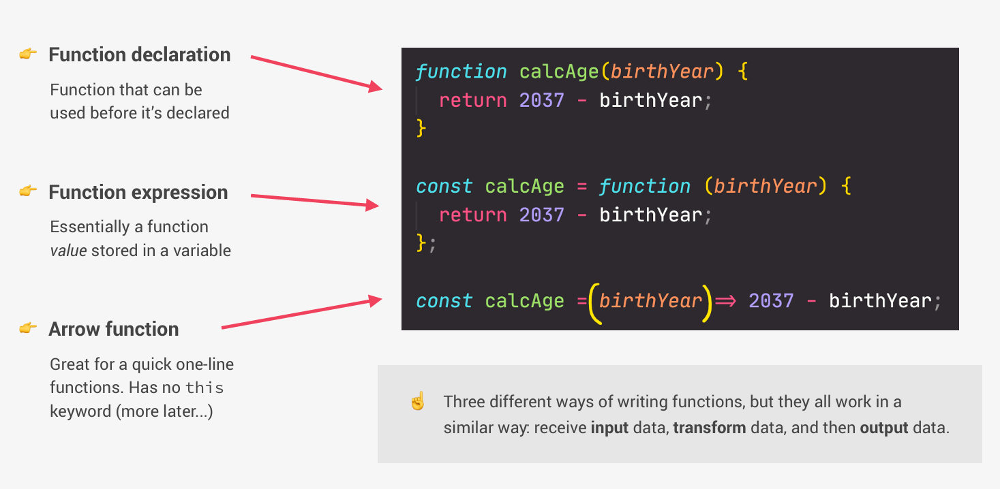 👉 Function declaration
Function that can be
used before it’s declared
👉 Function expression
Essentially a function
value stored in a variable
👉 Arrow function
Great for a quick one-line
functions. Has no this
keyword (more later...)
function calcAge(birthYear) {
  return 2037 - birthYear;
}
const calcAge = function (birthYear) {
  return 2037 - birthYear;
};
const calcAge =(birthYear)=> 2037 - birthYear;
☝️ Three different ways of writing functions, but they all work in a
similar way: receive input data, transform data, and then output data.